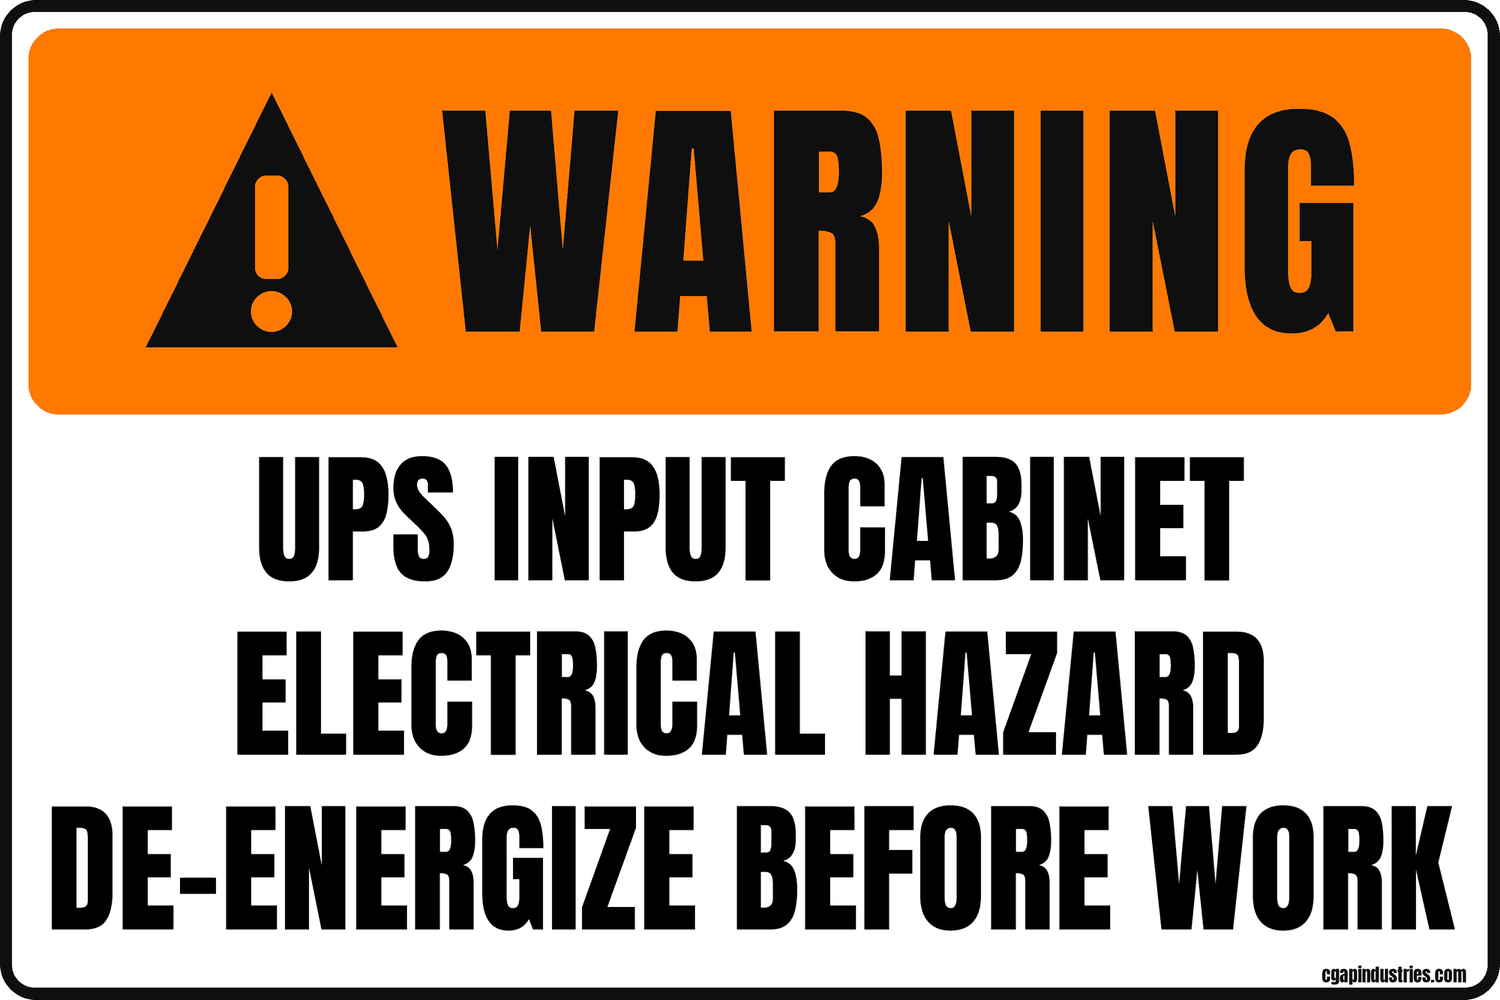 WARNING
UPS INPUT CABINET
ELECTRICAL HAZARD
DE-ENERGIZE BEFORE WORK
cgapindustries.com